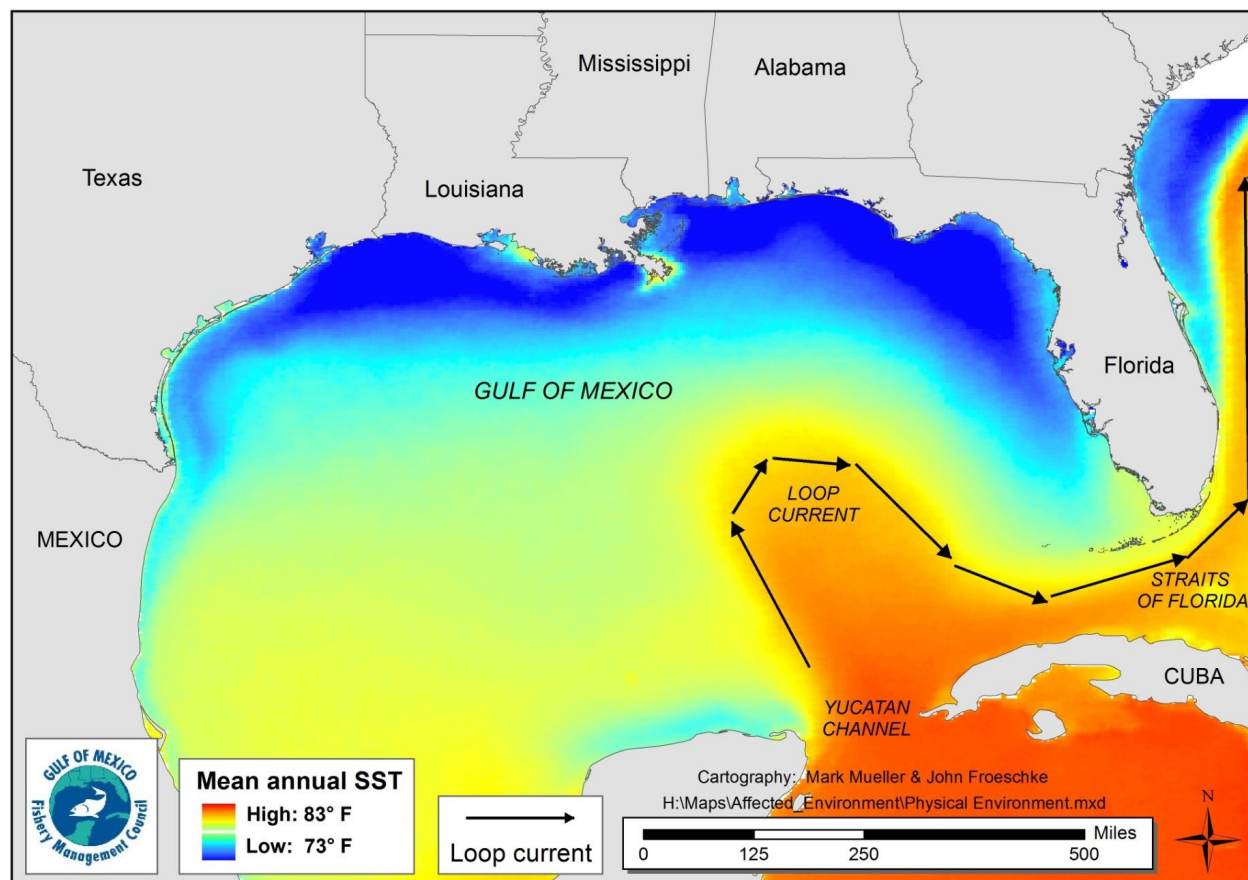 Mississippi
Alabama
Texas
Louisiana
GULF OF MEXICO
Florida
LOOP
CURRENT
MEXICO
STRAITS
OF FLORIDA
CUBA
YUCATAN
CHANNEL
GULF OF MEXICO
Fishery Management Council
Mean annual SST
High: 83° F
Low: 73° F
Loop current
Cartography: Mark Mueller & John Froeschke
H:\Maps\Affected_Environment\Physical Environment.mxd
Miles
0 125 250 500
N